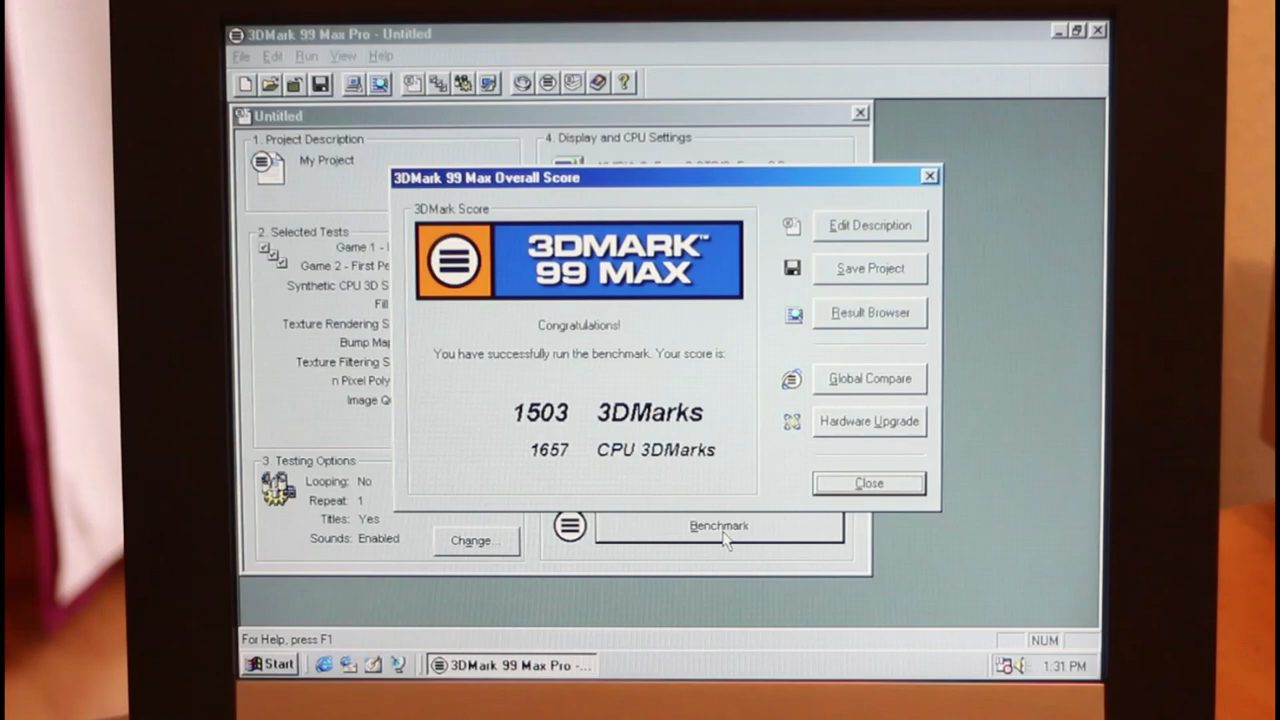 3DMark 99 Max Pro - Untitled
File Edit Run View Help
Untitled
1. Project Description
My Project
4. Display and CPU Settings
3DMark 99 Max Overall Score
3DMark Score
3DMARK™
99 MAX
Congratulations!
You have successfully run the benchmark. Your score is:
1503 3DMarks
1657 CPU 3DMarks
Edit Description
Save Project
Result Browser
Global Compare
Hardware Upgrade
Close
2. Selected Tests
Game 1 -
Game 2 - First
Synthetic CPU 3D
Texture Rendering
Bump
Texture Filtering
n Pixel
Image
3. Testing Options
Looping: No
Repeat: 1
Titles: Yes
Sounds: Enabled
Change...
Benchmark
For Help, press F1
NUM
Start
3DMark 99 Max Pro -...
1:31 PM